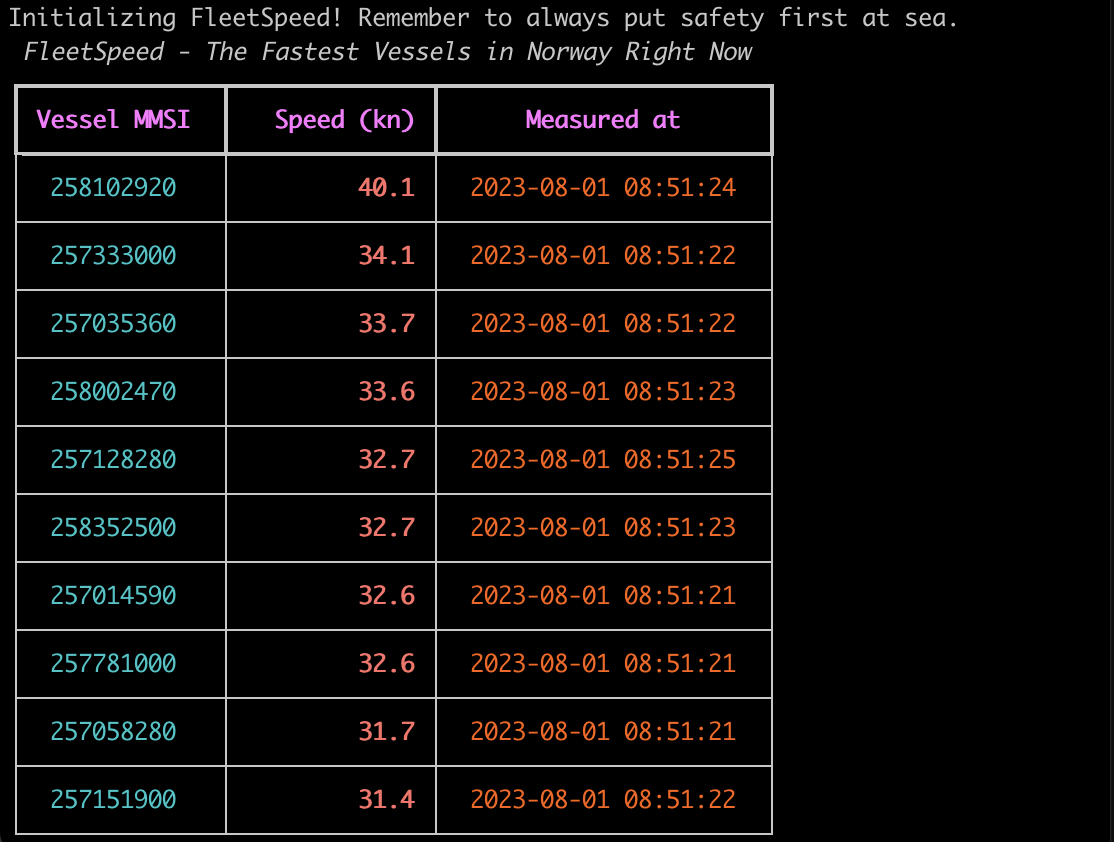 Initializing FleetSpeed! Remember to always put safety first at sea.
FleetSpeed - The Fastest Vessels in Norway Right Now
Vessel MMSI Speed (kn) Measured at
258102920 40.1 2023-08-01 08:51:24
257333000 34.1 2023-08-01 08:51:22
257035360 33.7 2023-08-01 08:51:22
258002470 33.6 2023-08-01 08:51:23
257128280 32.7 2023-08-01 08:51:25
258352500 32.7 2023-08-01 08:51:23
257014590 32.6 2023-08-01 08:51:21
257781000 32.6 2023-08-01 08:51:21
257058280 31.7 2023-08-01 08:51:21
257151900 31.4 2023-08-01 08:51:22